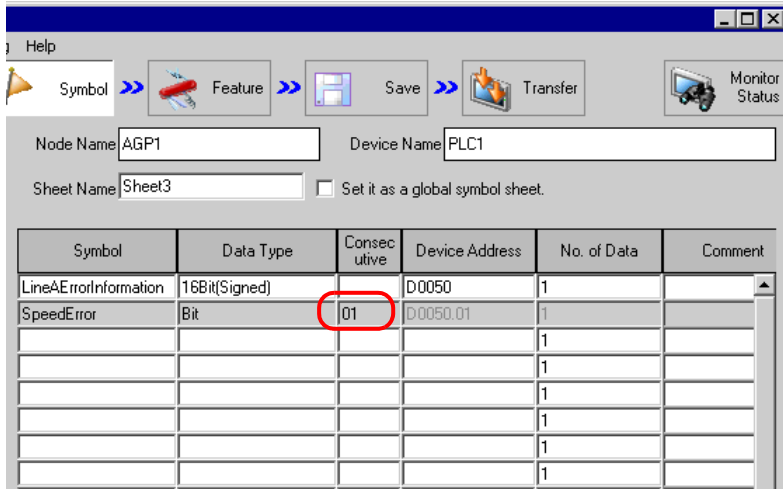 g Help
Symbol Feature Save Transfer Monitor Status
Node Name AGP1 Device Name PLC1
Sheet Name Sheet3 Set it as a global symbol sheet.
Symbol Data Type Consecutive Device Address No. of Data Comment
LineAErrorInformation 16Bit(Signed) D0050 1
SpeedError Bit 01 D0050.01 1
1
1
1
1
1
1